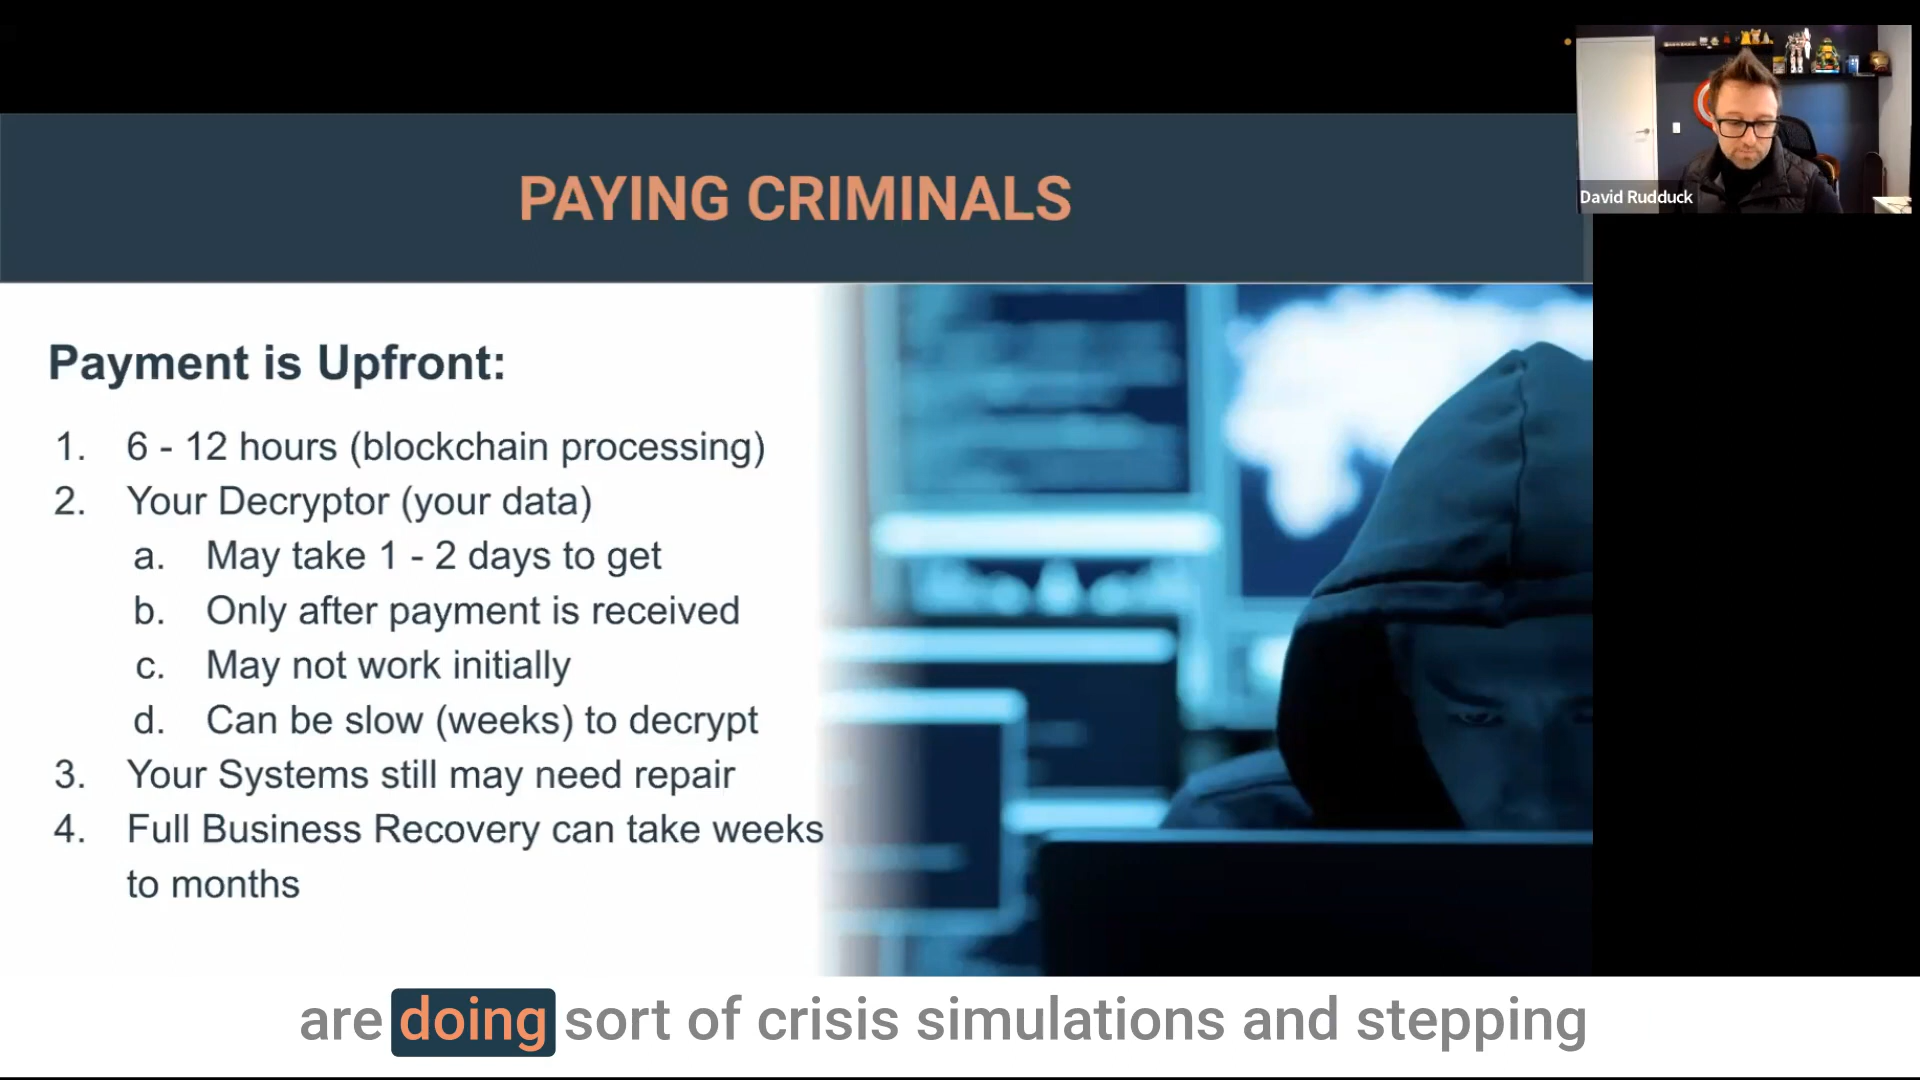 David Rudduck
PAYING CRIMINALS
Payment is Upfront:
1. 6 - 12 hours (blockchain processing)
2. Your Decryptor (your data)
a. May take 1 - 2 days to get
b. Only after payment is received
c. May not work initially
d. Can be slow (weeks) to decrypt
3. Your Systems still may need repair
4. Full Business Recovery can take weeks
to months
are doing sort of crisis simulations and stepping